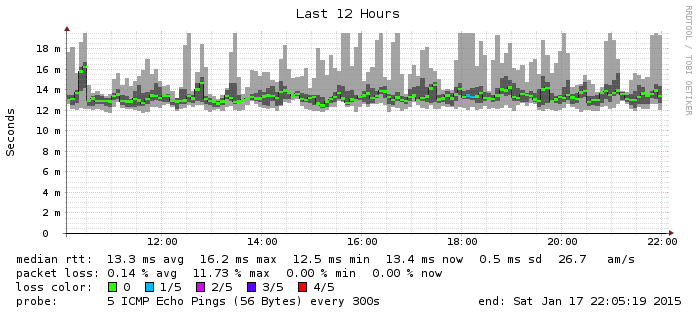 Last 12 Hours
RRDTOOL / TOBI OETIKER
Seconds
18 m
16 m
14 m
12 m
10 m
8 m
6 m
4 m
2 m
0
12:00 14:00 16:00 18:00 20:00 22:00
median rtt: 13.3 ms avg 16.2 ms max 12.5 ms min 13.4 ms now 0.5 ms sd 26.7 am/s
packet loss: 0.14 % avg 11.73 % max 0.00 % min 0.00 % now
loss color: 0 1/5 2/5 3/5 4/5
probe: 5 ICMP Echo Pings (56 Bytes) every 300s end: Sat Jan 17 22:05:19 2015